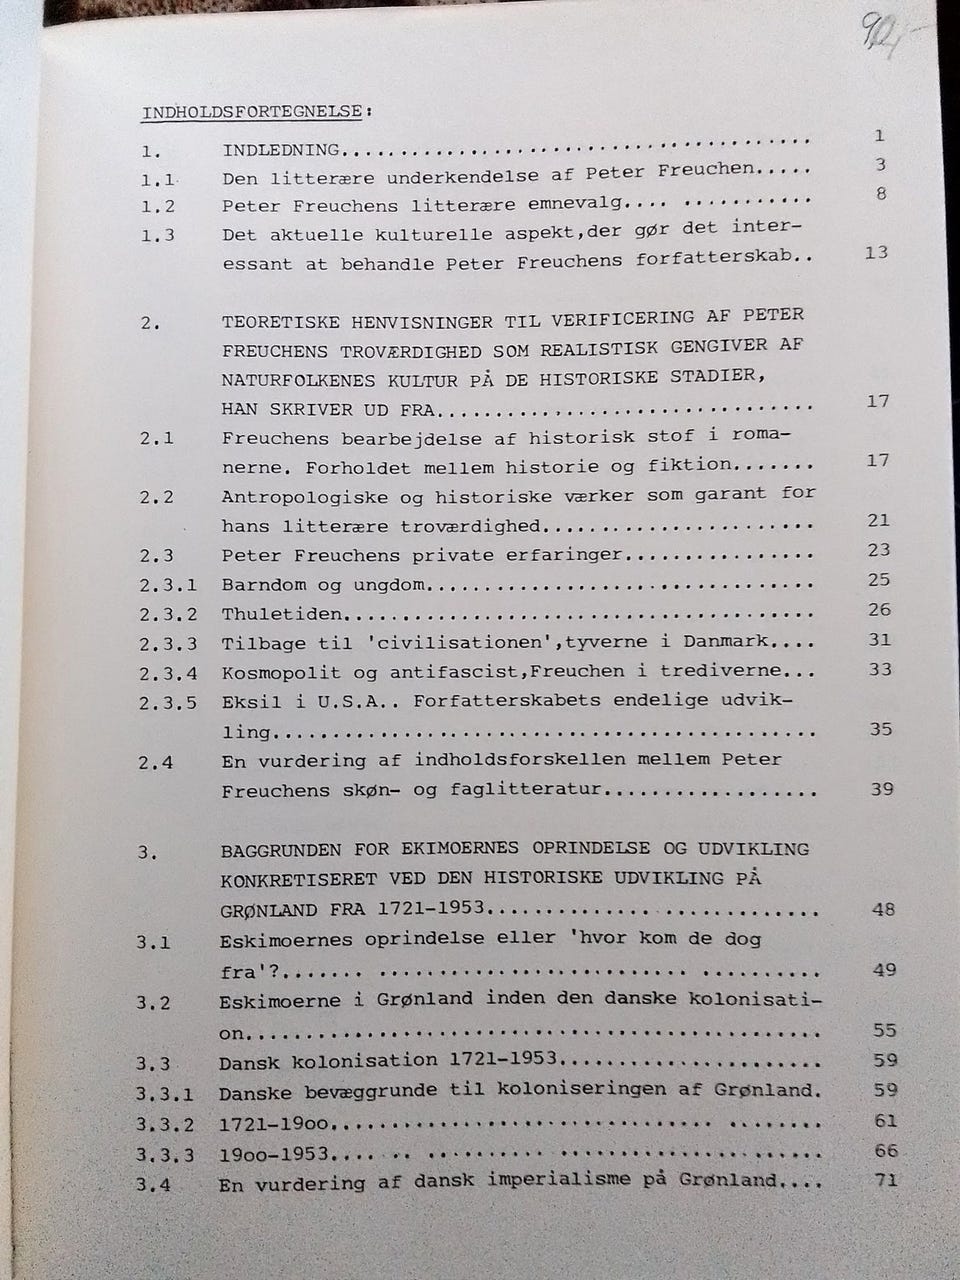 INDHOLDSFORTEGNELSE:
1. INDLEDNING........................................ 1
1.1 Den litterære underkendelse af Peter Freuchen..... 3
1.2 Peter Freuchens litterære emnevalg.... ........... 8
1.3 Det aktuelle kulturelle aspekt,der gør det inter-
essant at behandle Peter Freuchens forfatterskab.. 13
2. TEORETISKE HENVISNINGER TIL VERIFICERING AF PETER
FREUCHENS TROVÆRDIGHED SOM REALISTISK GENGIVER AF
NATURFOLKENES KULTUR PÅ DE HISTORISKE STADIER,
HAN SKRIVER UD FRA................................ 17
2.1 Freuchens bearbejdelse af historisk stof i roma-
nerne. Forholdet mellem historie og fiktion....... 17
2.2 Antropologiske og historiske værker som garant for
hans litterære troværdighed....................... 21
2.3 Peter Freuchens private erfaringer................ 23
2.3.1 Barndom og ungdom................................. 25
2.3.2 Thuletiden........................................ 26
2.3.3 Tilbage til 'civilisationen',tyverne i Danmark.... 31
2.3.4 Kosmopolit og antifascist,Freuchen i trediverne... 33
2.3.5 Eksil i U.S.A.. Forfatterskabets endelige udvik-
ling.............................................. 35
2.4 En vurdering af indholdsforskellen mellem Peter
Freuchens skøn- og faglitteratur.................. 39
3. BAGGRUNDEN FOR EKIMOERNES OPRINDELSE OG UDVIKLING
KONKRETISERET VED DEN HISTORISKE UDVIKLING PÅ
GRØNLAND FRA 1721-1953.............. ............. 48
3.1 Eskimoernes oprindelse eller 'hvor kom de dog
fra'?....... .......................... .......... 49
3.2 Eskimoerne i Grønland inden den danske kolonisati-
on................................................ 55
3.3 Dansk kolonisation 1721-1953...................... 59
3.3.1 Danske bevæggrunde til koloniseringen af Grønland. 59
3.3.2 1721-19oo................................. ........ 61
3.3.3 19oo-1953.... .. .......... ...................... 66
3.4 En vurdering af dansk imperialisme på Grønland.... 71